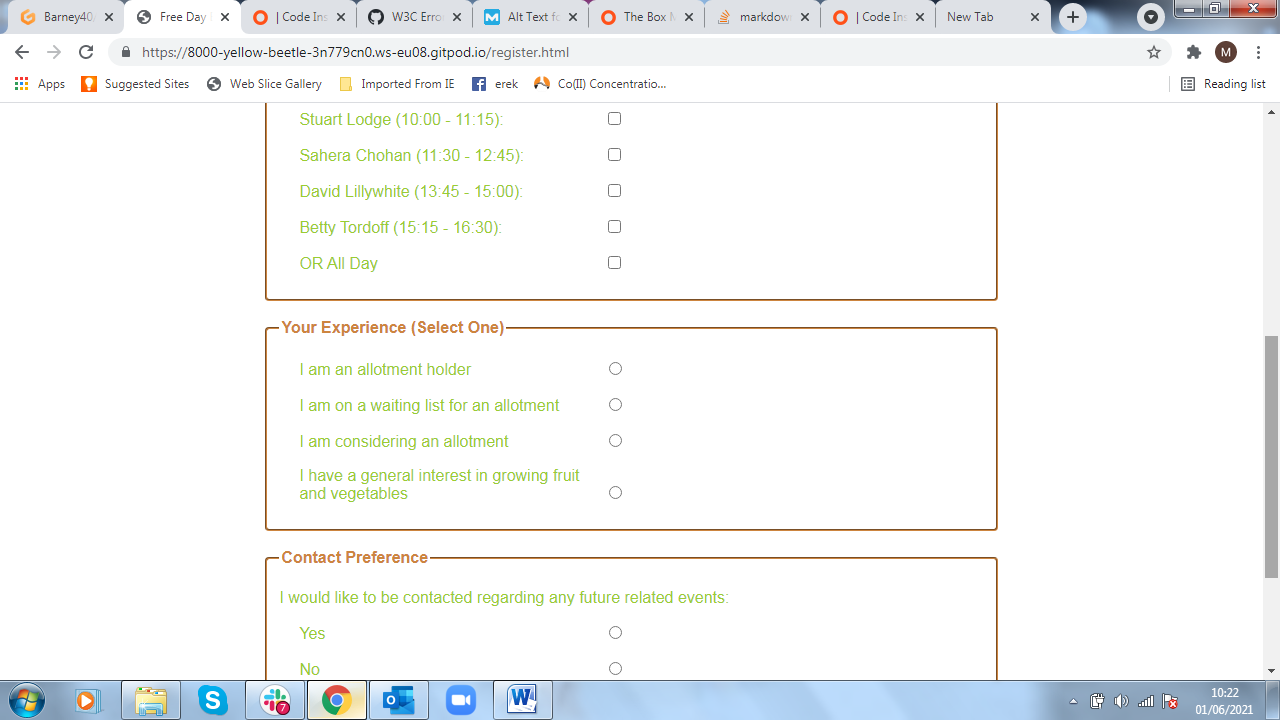 Barney40
Free Day
| Code Ins
W3C Erro
Alt Text fo
The Box M
markdow
| Code Ins
New Tab
https://8000-yellow-beetle-3n779cn0.ws-eu08.gitpod.io/register.html
M
Apps
Suggested Sites
Web Slice Gallery
Imported From IE
erek
Co(II) Concentratio...
Reading list
Stuart Lodge (10:00 - 11:15):
Sahera Chohan (11:30 - 12:45):
David Lillywhite (13:45 - 15:00):
Betty Tordoff (15:15 - 16:30):
OR All Day
Your Experience (Select One)
I am an allotment holder
I am on a waiting list for an allotment
I am considering an allotment
I have a general interest in growing fruit
and vegetables
Contact Preference
I would like to be contacted regarding any future related events:
Yes
No
7
10:22
01/06/2021